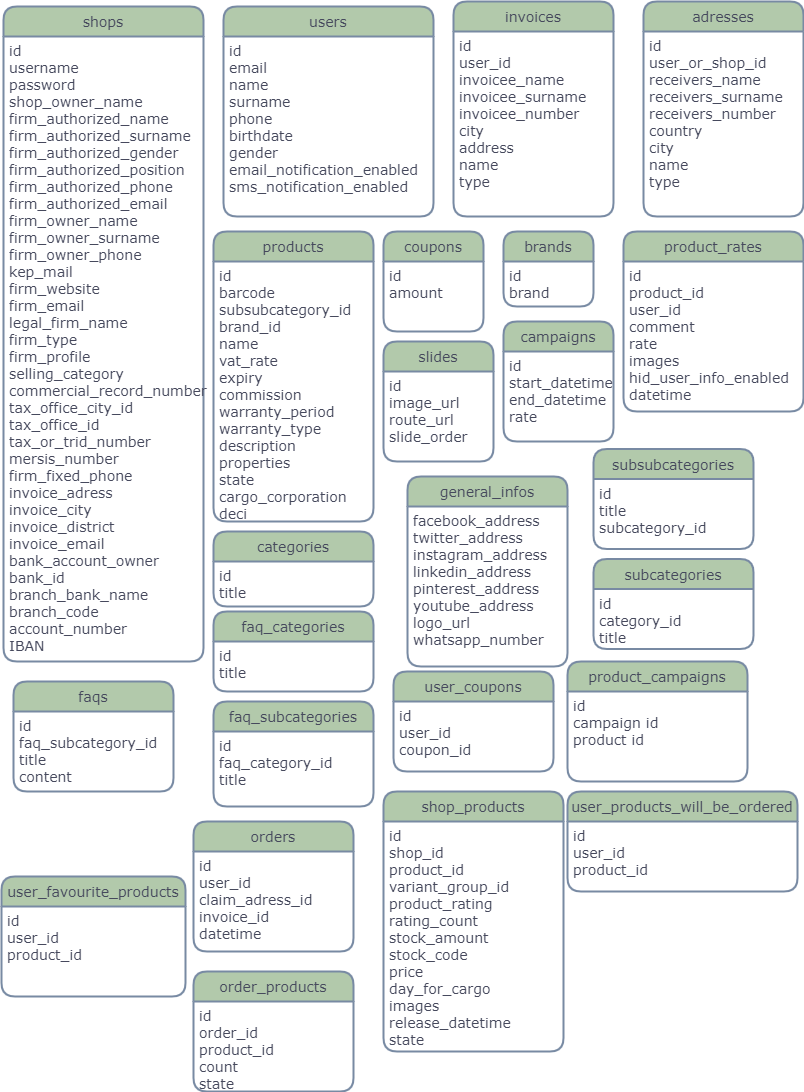 shops
id
username
password
shop_owner_name
firm_authorized_name
firm_authorized_surname
firm_authorized_gender
firm_authorized_position
firm_authorized_phone
firm_authorized_email
firm_owner_name
firm_owner_surname
firm_owner_phone
kep_mail
firm_website
firm_email
legal_firm_name
firm_type
firm_profile
selling_category
commercial_record_number
tax_office_city_id
tax_office_id
tax_or_trid_number
mersis_number
firm_fixed_phone
invoice_adress
invoice_city
invoice_district
invoice_email
bank_account_owner
bank_id
branch_bank_name
branch_code
account_number
IBAN
users
id
email
name
surname
phone
birthdate
gender
email_notification_enabled
sms_notification_enabled
invoices
id
user_id
invoicee_name
invoicee_surname
invoicee_number
city
address
name
type
adresses
id
user_or_shop_id
receivers_name
receivers_surname
receivers_number
country
city
name
type
products
id
barcode
subsubcategory_id
brand_id
name
vat_rate
expiry
commission
warranty_period
warranty_type
description
properties
state
cargo_corporation
deci
coupons
id
amount
brands
id
brand
product_rates
id
product_id
user_id
comment
rate
images
hid_user_info_enabled
datetime
slides
id
image_url
route_url
slide_order
campaigns
id
start_datetime
end_datetime
rate
general_infos
facebook_address
twitter_address
instagram_address
linkedin_address
pinterest_address
youtube_address
logo_url
whatsapp_number
subsubcategories
id
title
subcategory_id
categories
id
title
subcategories
id
category_id
title
faq_categories
id
title
faqs
id
faq_subcategory_id
title
content
faq_subcategories
id
faq_category_id
title
user_coupons
id
user_id
coupon_id
product_campaigns
id
campaign id
product id
shop_products
id
shop_id
product_id
variant_group_id
product_rating
rating_count
stock_amount
stock_code
price
day_for_cargo
images
release_datetime
state
user_products_will_be_ordered
id
user_id
product_id
orders
id
user_id
claim_adress_id
invoice_id
datetime
user_favourite_products
id
user_id
product_id
order_products
id
order_id
product_id
count
state